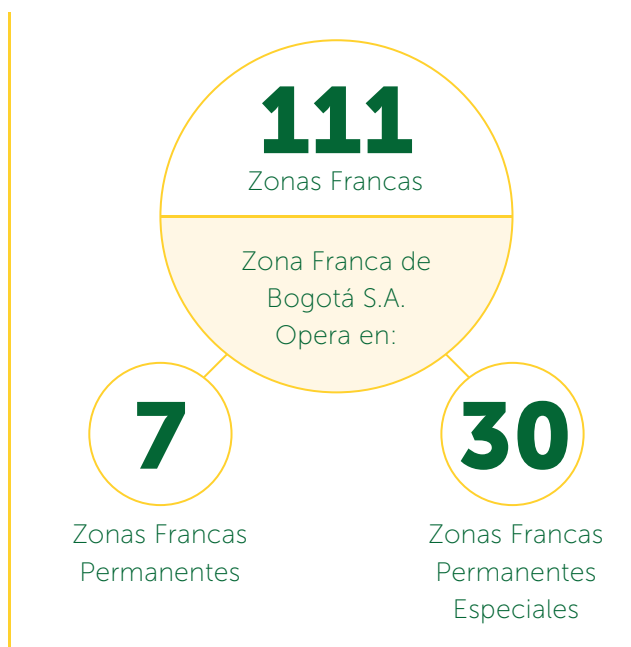 111
Zonas Francas
Zona Franca de
Bogotá S.A.
Opera en:
7
Zonas Francas
Permanentes
30
Zonas Francas
Permanentes
Especiales